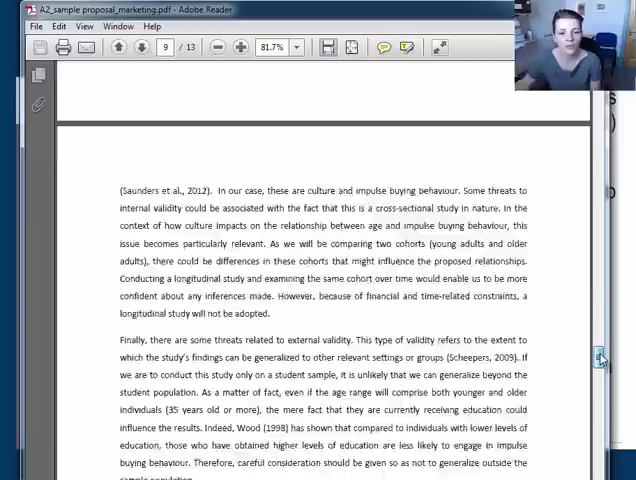 A2_sample proposal_marketing.pdf - Adobe Reader
File Edit View Window Help
9 / 13 81.7%
(Saunders et al., 2012). In our case, these are culture and impulse buying behaviour. Some threats to
internal validity could be associated with the fact that this is a cross-sectional study in nature. In the
context of how culture impacts on the relationship between age and impulse buying behaviour, this
issue becomes particularly relevant. As we will be comparing two cohorts (young adults and older
adults), there could be differences in these cohorts that might influence the proposed relationships.
Conducting a longitudinal study and examining the same cohort over time would enable us to be more
confident about any inferences made. However, because of financial and time-related constraints, a
longitudinal study will not be adopted.
Finally, there are some threats related to external validity. This type of validity refers to the extent to
which the study's findings can be generalized to other relevant settings or groups (Scheepers, 2009). If
we are to conduct this study only on a student sample, it is unlikely that we can generalize beyond the
student population. As a matter of fact, even if the age range will comprise both younger and older
individuals (35 years old or more), the mere fact that they are currently receiving education could
influence the results. Indeed, Wood (1998) has shown that compared to individuals with lower levels of
education, those who have obtained higher levels of education are less likely to engage in impulse
buying behaviour. Therefore, careful consideration should be given so as not to generalize outside the
sample population.